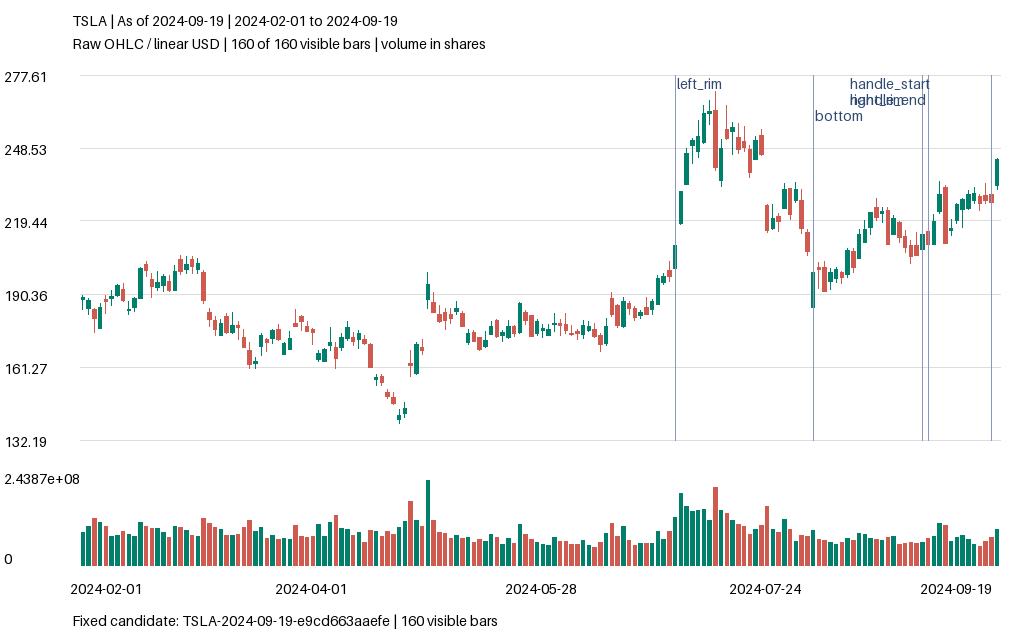 TSLA | As of 2024-09-19 | 2024-02-01 to 2024-09-19
Raw OHLC / linear USD | 160 of 160 visible bars | volume in shares
277.61
left_rim
handle_start
handle_end
bottom
248.53
219.44
190.36
161.27
132.19
2.4387e+08
0
2024-02-01
2024-04-01
2024-05-28
2024-07-24
2024-09-19
Fixed candidate: TSLA-2024-09-19-e9cd663aaefe | 160 visible bars